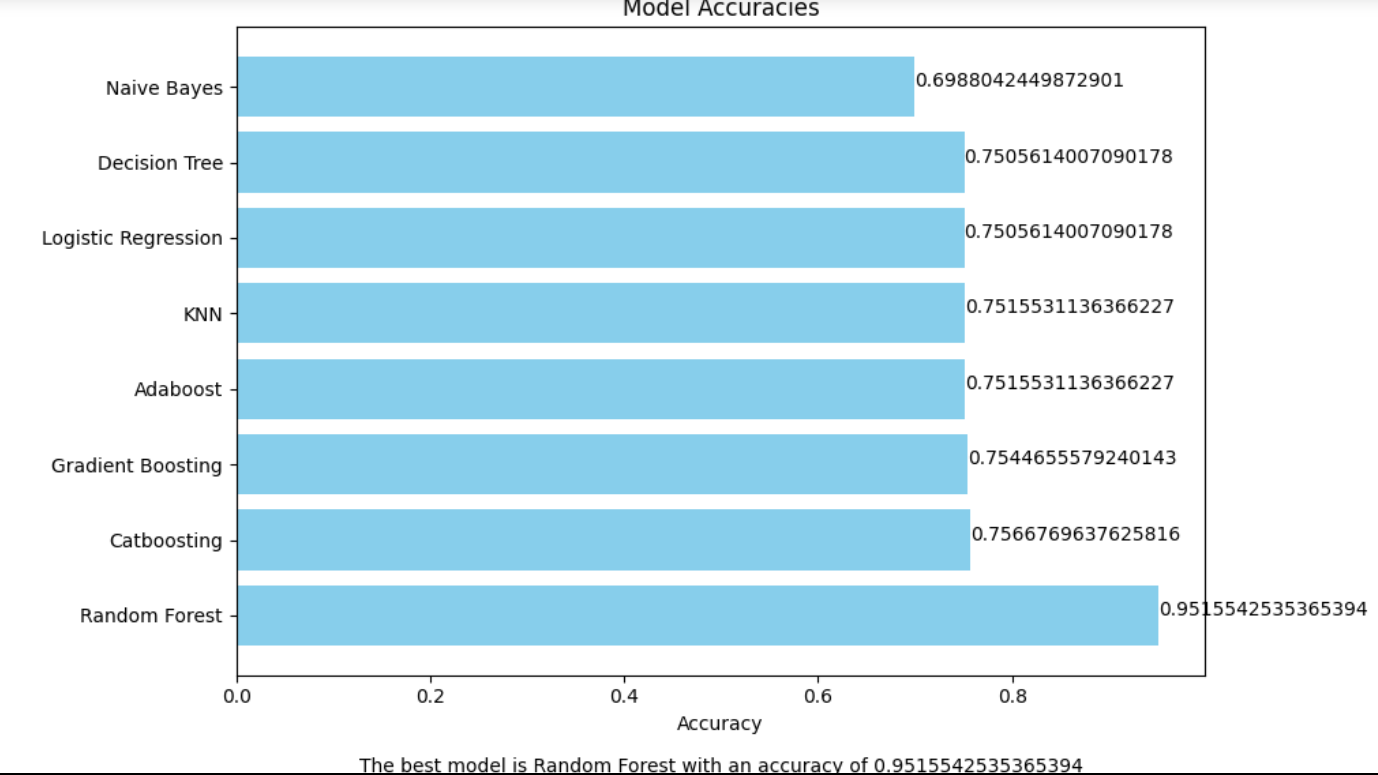 Model Accuracies
Naive Bayes 0.6988042449872901
Decision Tree 0.7505614007090178
Logistic Regression 0.7505614007090178
KNN 0.7515531136366227
Adaboost 0.7515531136366227
Gradient Boosting 0.7544655579240143
Catboosting 0.7566769637625816
Random Forest 0.9515542535365394
0.0 0.2 0.4 0.6 0.8
Accuracy
The best model is Random Forest with an accuracy of 0.9515542535365394